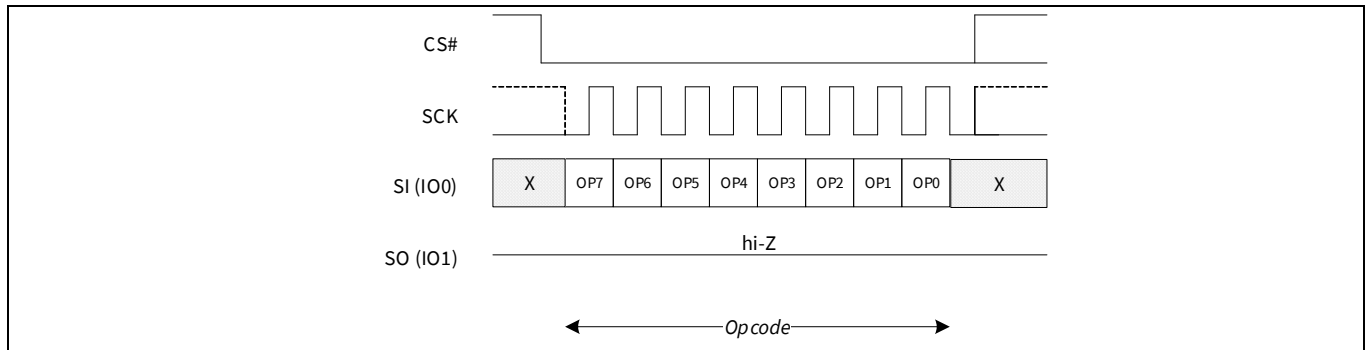 CS#
SCK
SI (IO0) X OP7 OP6 OP5 OP4 OP3 OP2 OP1 OP0 X
hi-Z
SO (IO1)
Opcode